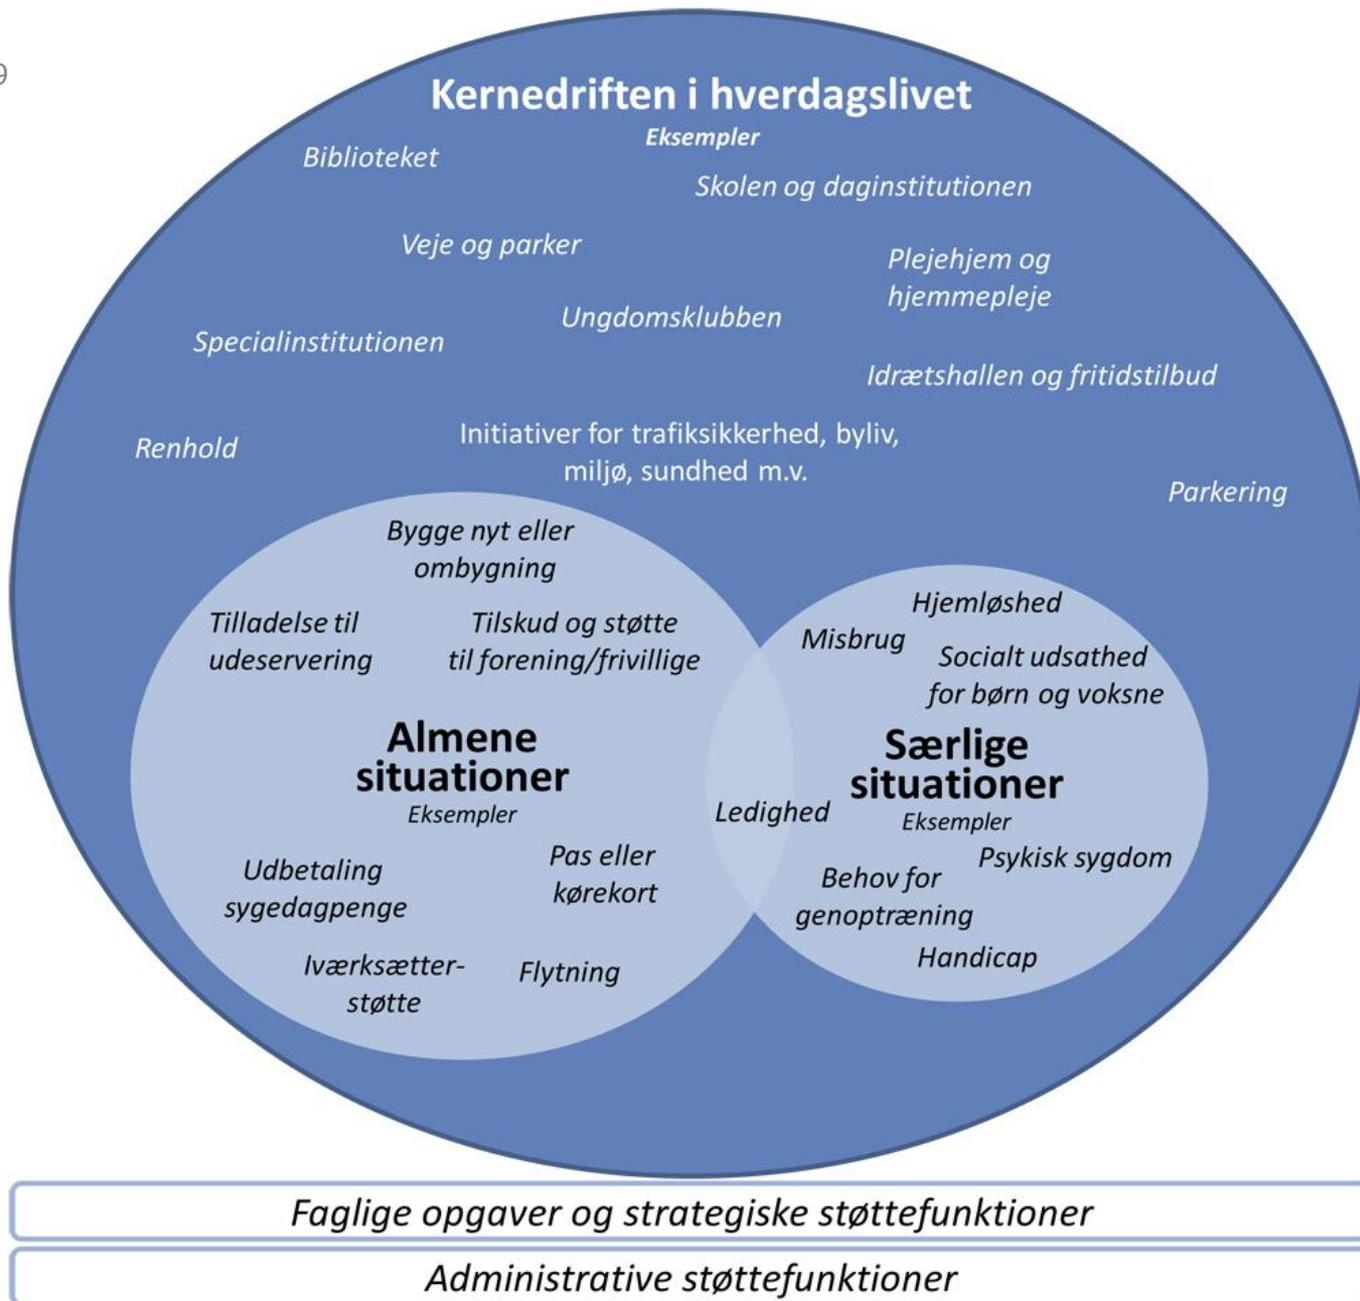 9
Kernedriften i hverdagslivet
Eksempler
Biblioteket
Skolen og daginstitutionen
Veje og parker
Plejehjem og
hjemmepleje
Ungdomsklubben
Specialinstitutionen
Idrætshallen og fritidstilbud
Initiativer for trafiksikkerhed, byliv,
miljø, sundhed m.v.
Renhold
Parkering
Bygge nyt eller
ombygning
Tilladelse til
udeservering
Tilskud og støtte
til forening/frivillige
Almene
situationer
Eksempler
Udbetaling
sygedagpenge
Pas eller
kørekort
Iværksætter-
støtte
Flytning
Ledighed
Hjemløshed
Misbrug
Socialt udsathed
for børn og voksne
Særlige
situationer
Eksempler
Psykisk sygdom
Behov for
genoptræning
Handicap
Faglige opgaver og strategiske støttefunktioner
Administrative støttefunktioner